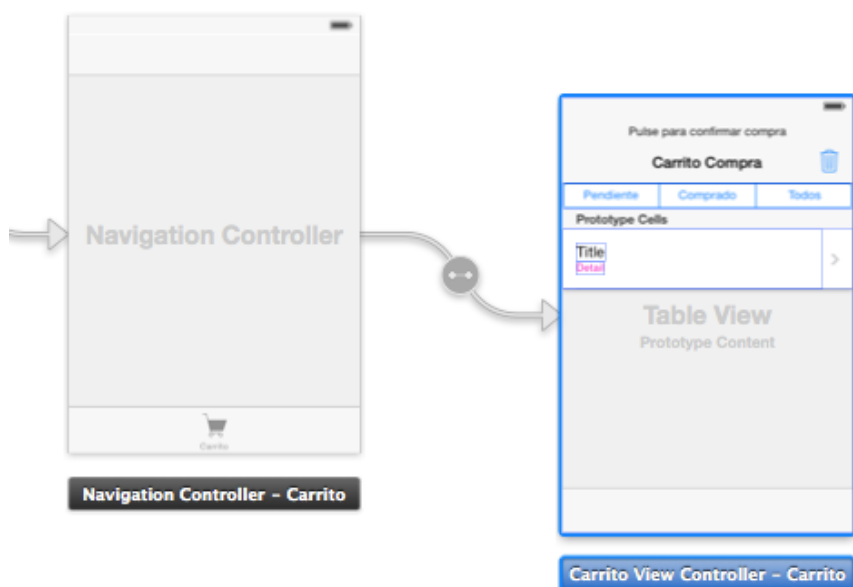 Navigation Controller
Carrito
Navigation Controller – Carrito
Pulse para confirmar compra
Carrito Compra
Pendiente Comprado Todos
Prototype Cells
Title
Detail
Table View
Prototype Content
Carrito View Controller – Carrito